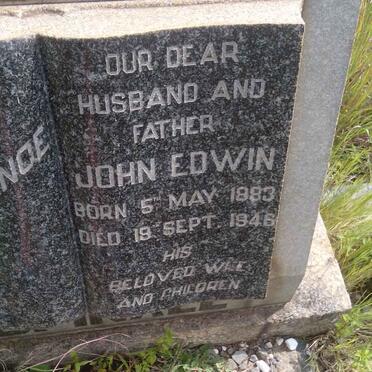 OUR DEAR
HUSBAND AND
FATHER
JOHN EDWIN
BORN 5TH MAY 1883
DIED 19 SEPT. 1946
HIS
BELOVED WIFE
AND CHILDREN